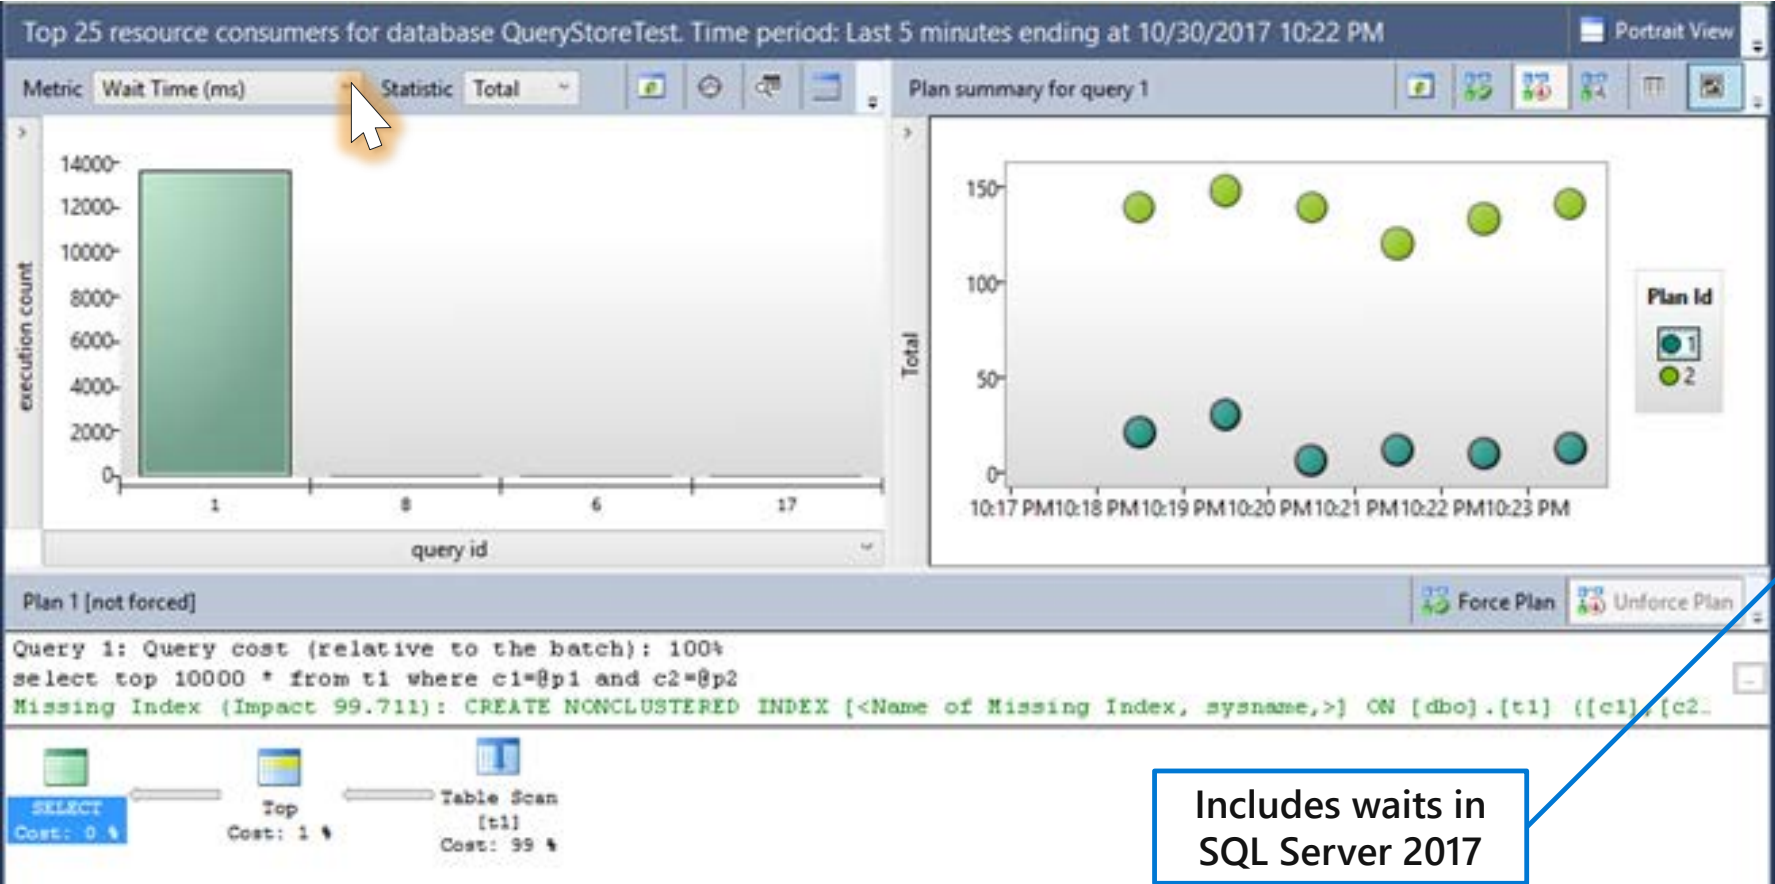 Top 25 resource consumers for database QueryStoreTest. Time period: Last 5 minutes ending at 10/30/2017 10:22 PM
Portrait View
Metric Wait Time (ms) Statistic Total
Plan summary for query 1
execution count
14000
12000
10000
8000
6000
4000
2000
0
1 8 6 17
query id
Total
150
100
50
0
10:17 PM 10:18 PM 10:19 PM 10:20 PM 10:21 PM 10:22 PM 10:23 PM
Plan Id
1
2
Plan 1 [not forced]
Force Plan Unforce Plan
Query 1: Query cost (relative to the batch): 100%
select top 10000 * from t1 where c1=@p1 and c2=@p2
Missing Index (Impact 99.711): CREATE NONCLUSTERED INDEX [<Name of Missing Index, sysname,>] ON [dbo].[t1] ([c1],[c2…
SELECT
Cost: 0 %
Top
Cost: 1 %
Table Scan
[t1]
Cost: 99 %
Includes waits in
SQL Server 2017